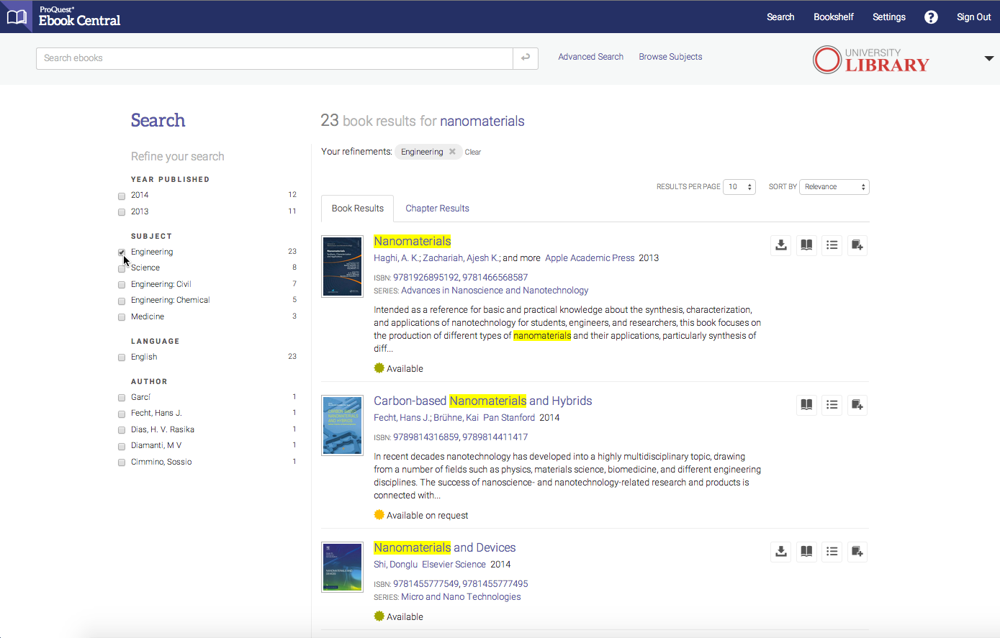 ProQuest®
Ebook Central
Search Bookshelf Settings ? Sign Out
Search ebooks
Advanced Search Browse Subjects
UNIVERSITY
LIBRARY
Search
Refine your search
YEAR PUBLISHED
2014 12
2013 11
SUBJECT
Engineering 23
Science 8
Engineering: Civil 7
Engineering: Chemical 5
Medicine 3
LANGUAGE
English 23
AUTHOR
Garcí 1
Fecht, Hans J. 1
Dias, H. V. Rasika 1
Diamanti, M V 1
Cimmino, Sossio 1
23 book results for nanomaterials
Your refinements: Engineering Clear
RESULTS PER PAGE 10 SORT BY Relevance
Book Results Chapter Results
Nanomaterials
Haghi, A. K.; Zachariah, Ajesh K.; and more Apple Academic Press 2013
ISBN: 9781926895192, 9781466568587
SERIES: Advances in Nanoscience and Nanotechnology
Intended as a reference for basic and practical knowledge about the synthesis, characterization,
and applications of nanotechnology for students, engineers, and researchers, this book focuses on
the production of different types of nanomaterials and their applications, particularly synthesis of
diff...
Available
CARBON-BASED
NANOMATERIALS
AND HYBRIDS
Carbon-based Nanomaterials and Hybrids
Fecht, Hans J.; Brühne, Kai Pan Stanford 2014
ISBN: 9789814316859, 9789814411417
In recent decades nanotechnology has developed into a highly multidisciplinary topic, drawing
from a number of fields such as physics, materials science, biomedicine, and different engineering
disciplines. The success of nanoscience- and nanotechnology-related research and products is
connected with...
Available on request
NANOMATERIALS AND
DEVICES
Nanomaterials and Devices
Shi, Donglu Elsevier Science 2014
ISBN: 9781455777549, 9781455777495
SERIES: Micro and Nano Technologies
Available